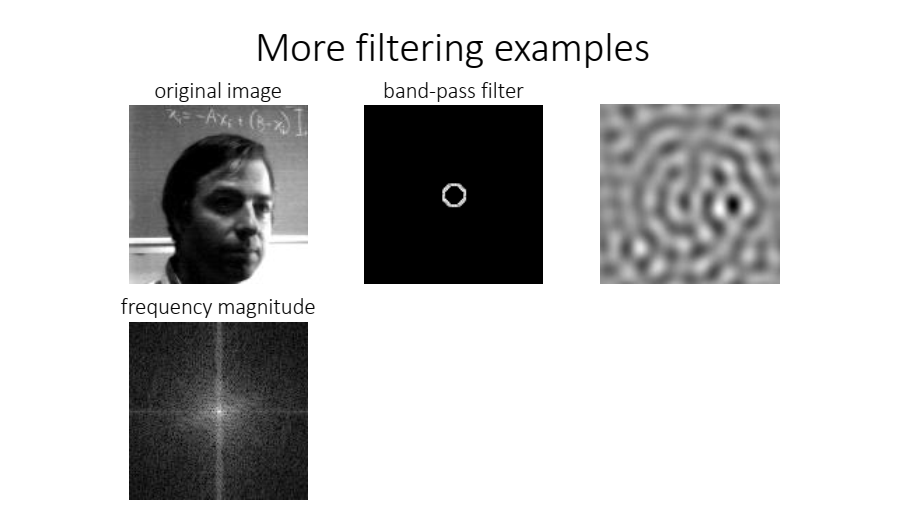 More filtering examples
original image
band-pass filter
frequency magnitude